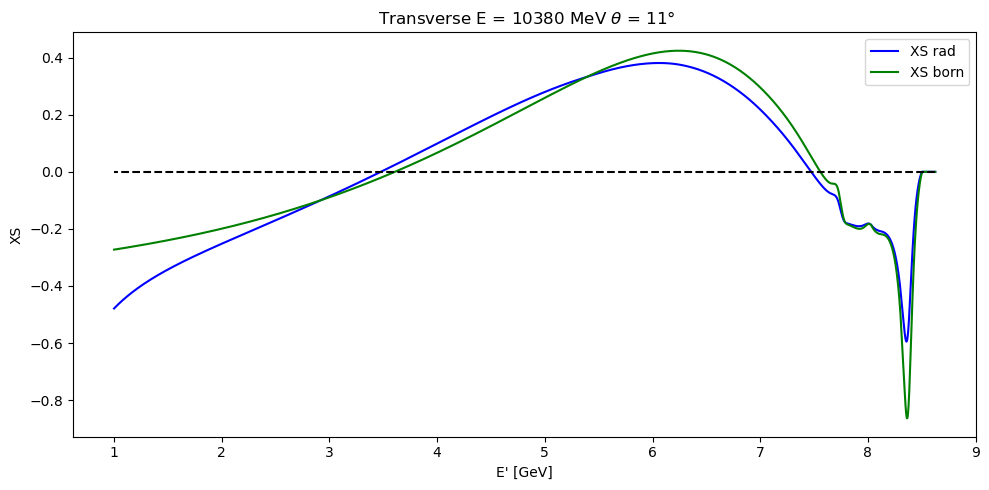 Transverse E = 10380 MeV θ = 11°
XS rad
XS born
XS
0.4
0.2
0.0
−0.2
−0.4
−0.6
−0.8
1 2 3 4 5 6 7 8 9
E' [GeV]